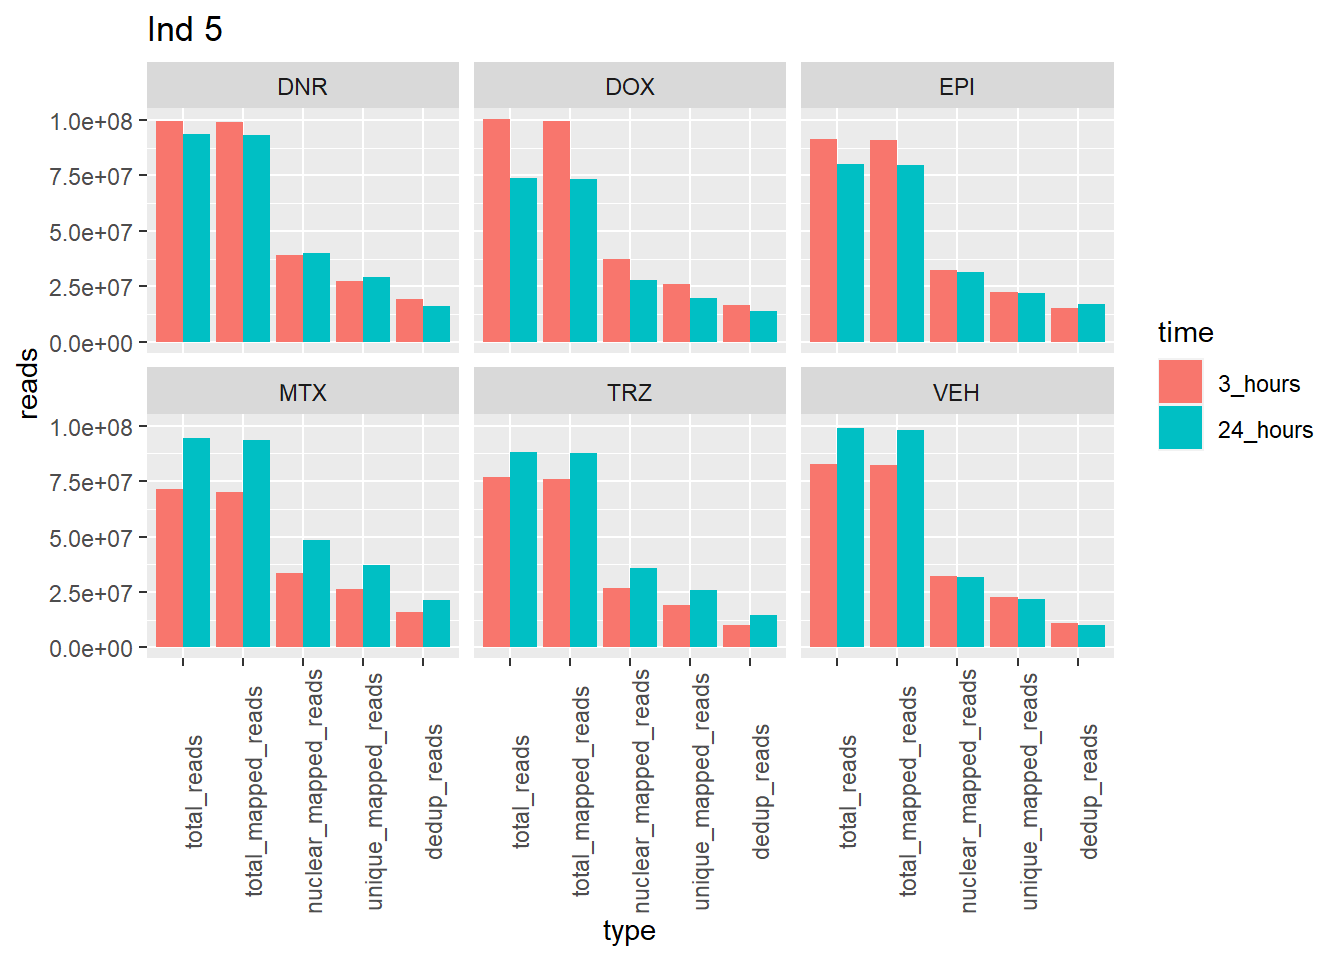 Ind 5
DNR
DOX
EPI
1.0e+08
7.5e+07
5.0e+07
2.5e+07
0.0e+00
MTX
TRZ
VEH
1.0e+08
7.5e+07
5.0e+07
2.5e+07
0.0e+00
reads
total_reads
total_mapped_reads
nuclear_mapped_reads
unique_mapped_reads
dedup_reads
total_reads
total_mapped_reads
nuclear_mapped_reads
unique_mapped_reads
dedup_reads
total_reads
total_mapped_reads
nuclear_mapped_reads
unique_mapped_reads
dedup_reads
type
time
3_hours
24_hours